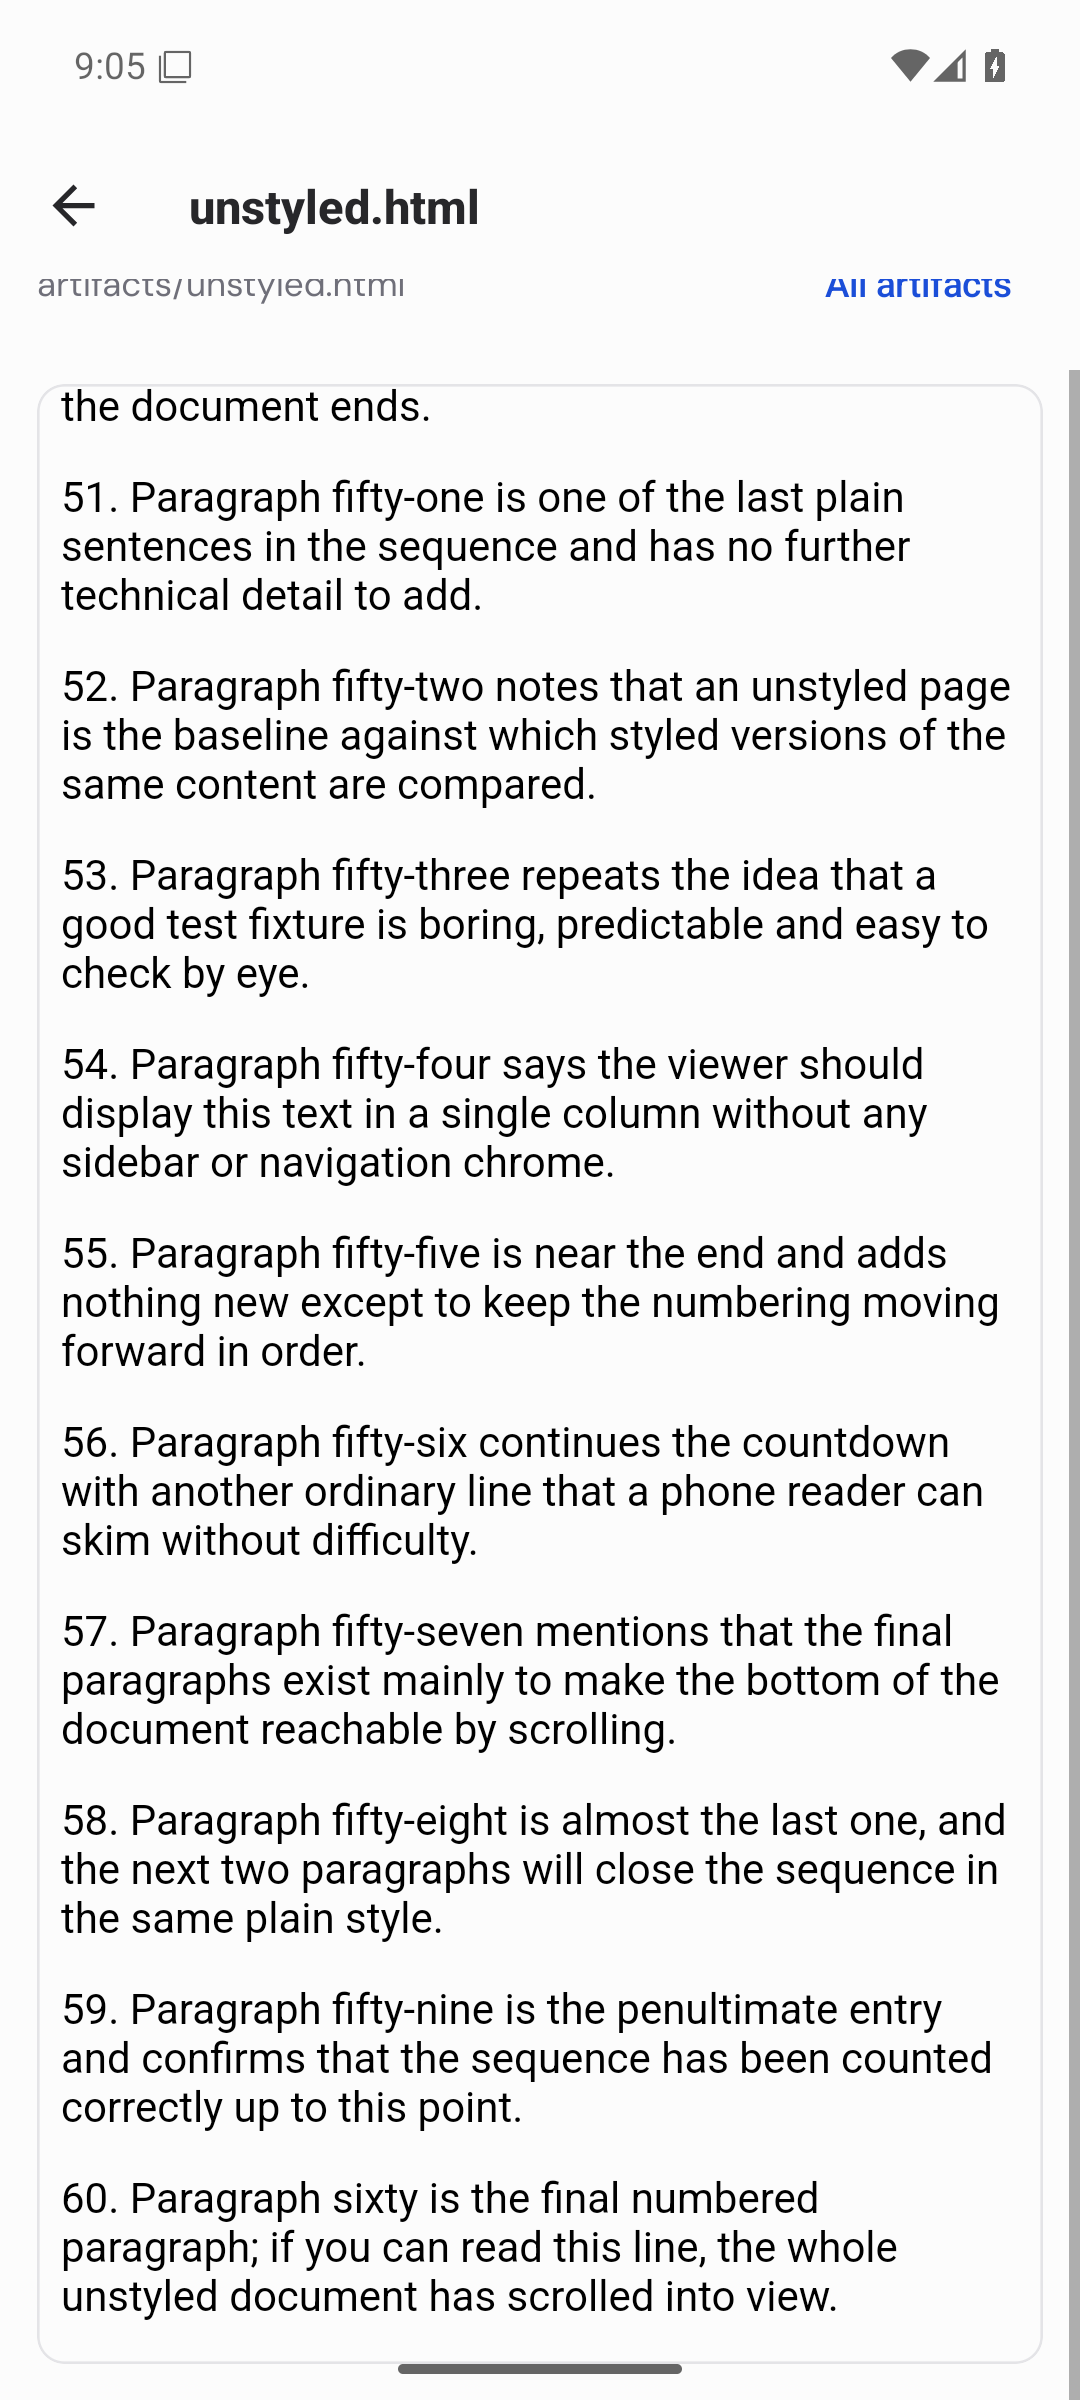 9:05
unstyled.html
artifacts/unstyled.html
All artifacts
the document ends.
51. Paragraph fifty-one is one of the last plain
sentences in the sequence and has no further
technical detail to add.
52. Paragraph fifty-two notes that an unstyled page
is the baseline against which styled versions of the
same content are compared.
53. Paragraph fifty-three repeats the idea that a
good test fixture is boring, predictable and easy to
check by eye.
54. Paragraph fifty-four says the viewer should
display this text in a single column without any
sidebar or navigation chrome.
55. Paragraph fifty-five is near the end and adds
nothing new except to keep the numbering moving
forward in order.
56. Paragraph fifty-six continues the countdown
with another ordinary line that a phone reader can
skim without difficulty.
57. Paragraph fifty-seven mentions that the final
paragraphs exist mainly to make the bottom of the
document reachable by scrolling.
58. Paragraph fifty-eight is almost the last one, and
the next two paragraphs will close the sequence in
the same plain style.
59. Paragraph fifty-nine is the penultimate entry
and confirms that the sequence has been counted
correctly up to this point.
60. Paragraph sixty is the final numbered
paragraph; if you can read this line, the whole
unstyled document has scrolled into view.